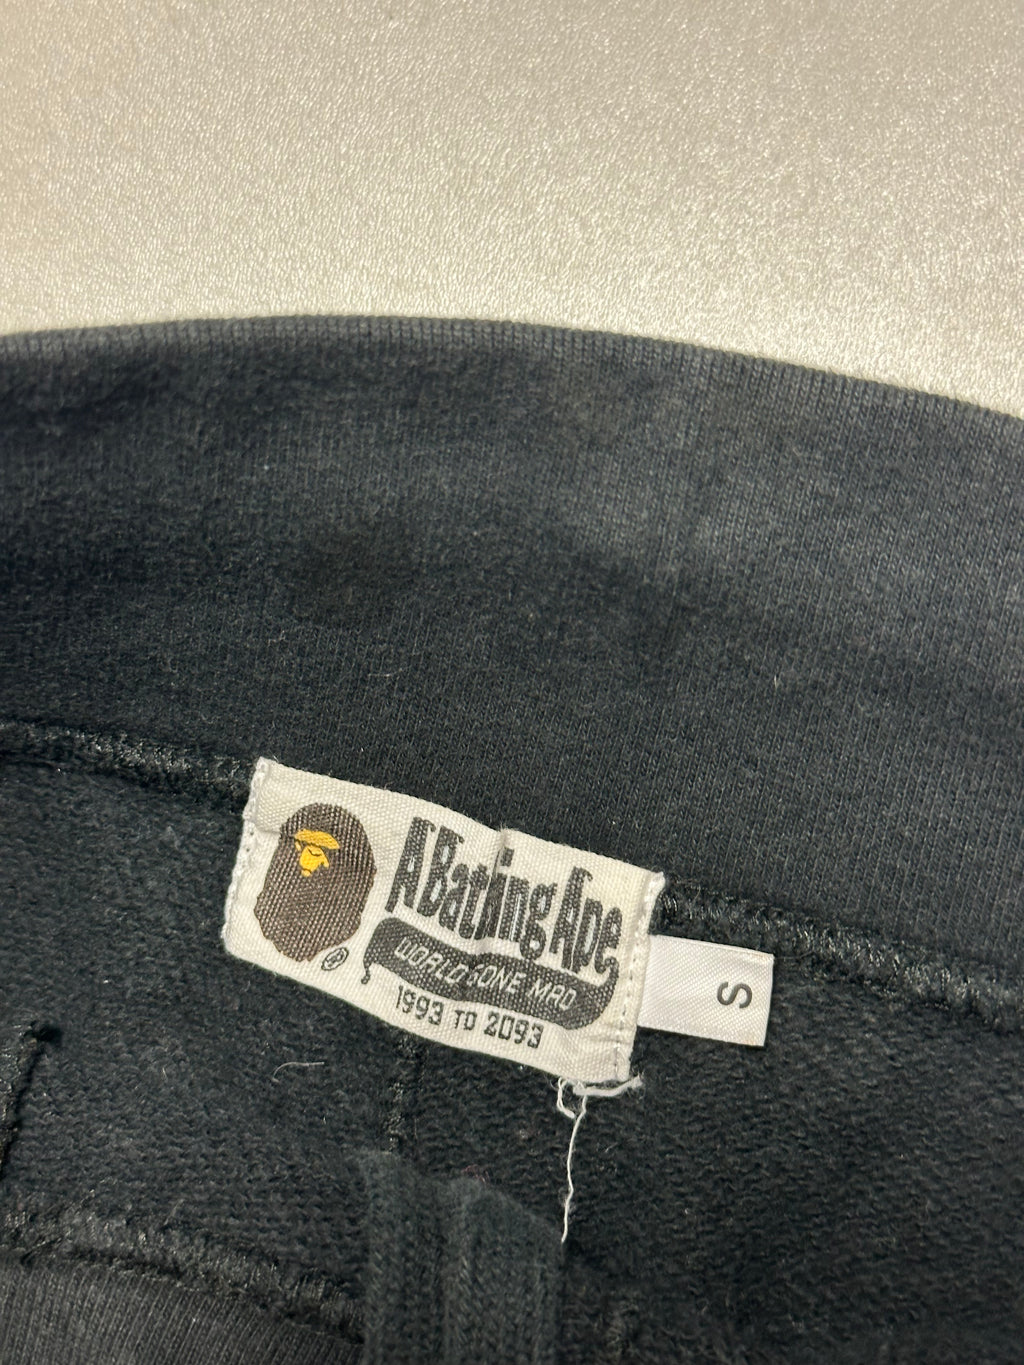 A Bathing Ape
®
WORLD GONE MAD
1993 TO 2093
S